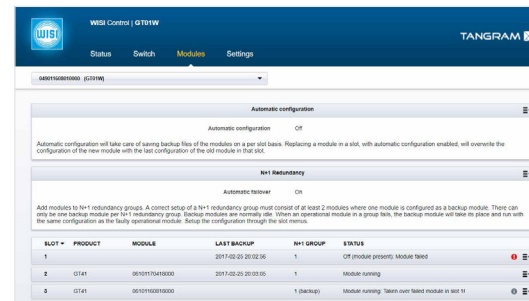 WISI
WISI Control | GT01W
TANGRAM
Status Switch Modules Settings
(GT01W)
Automatic configuration
Automatic configuration Off
Automatic configuration will take care of saving backup files of the modules on a per slot basis. Replacing a module in a slot, with automatic configuration enabled, will overwrite the
configuration of the new module with the last configuration of the old module in that slot.
N+1 Redundancy
Automatic failover On
Add modules to N+1 redundancy groups. A correct setup of a N+1 redundancy group must consist of at least 2 modules where one module is configured as a backup module. There can
only be one backup module per N+1 redundancy group. Backup modules are normally idle. When an operational module in a group fails, the backup module will take its place and run with
the same configuration as the faulty operational module. Setup the configuration through the slot menus.
SLOT PRODUCT MODULE LAST BACKUP N+1 GROUP STATUS
1 2017-02-25 20:02:56 1 Off (module present): Module failed
2 GT41 06101170418000 2017-02-25 20:03:05 1 Module running
3 GT41 06101160818000 1 (backup) Module running: Taken over failed module in slot 1!